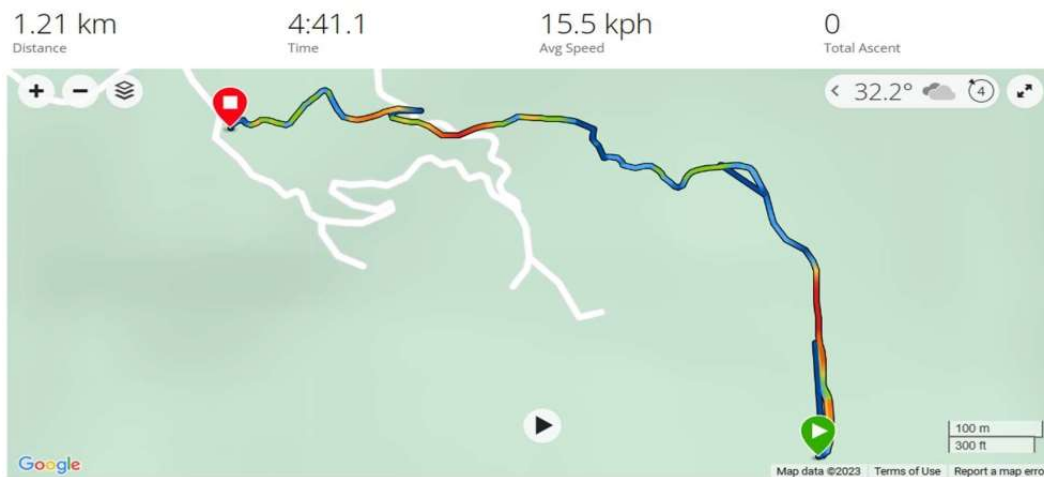 1.21 km 4:41.1 15.5 kph 0
Distance Time Avg Speed Total Ascent
32.2° 4
100 m
300 ft
Google
Map data ©2023 Terms of Use Report a map erro